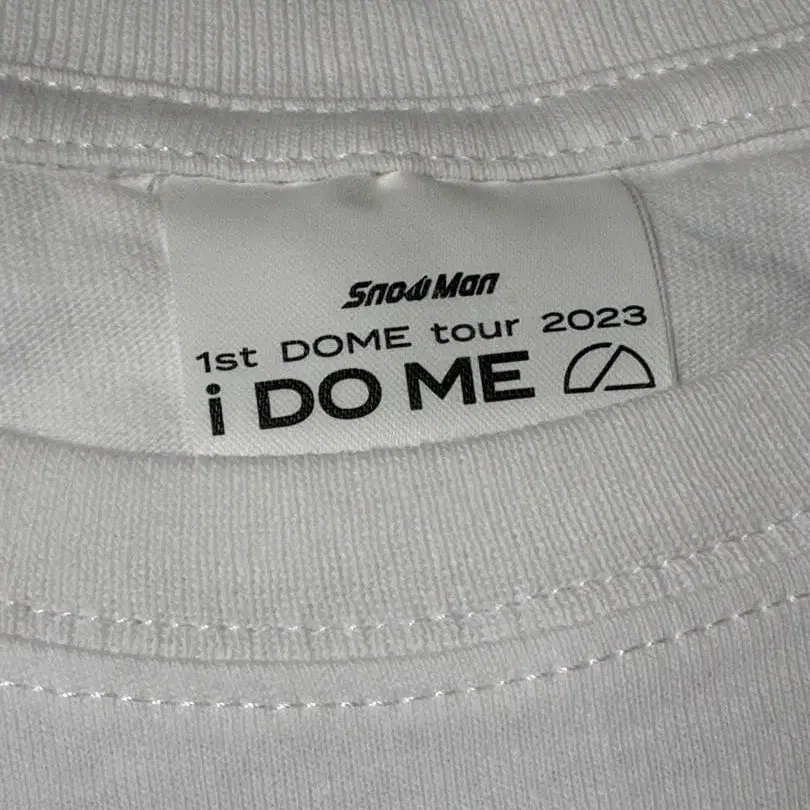 Snow Man
1st DOME tour 2023
i DO ME